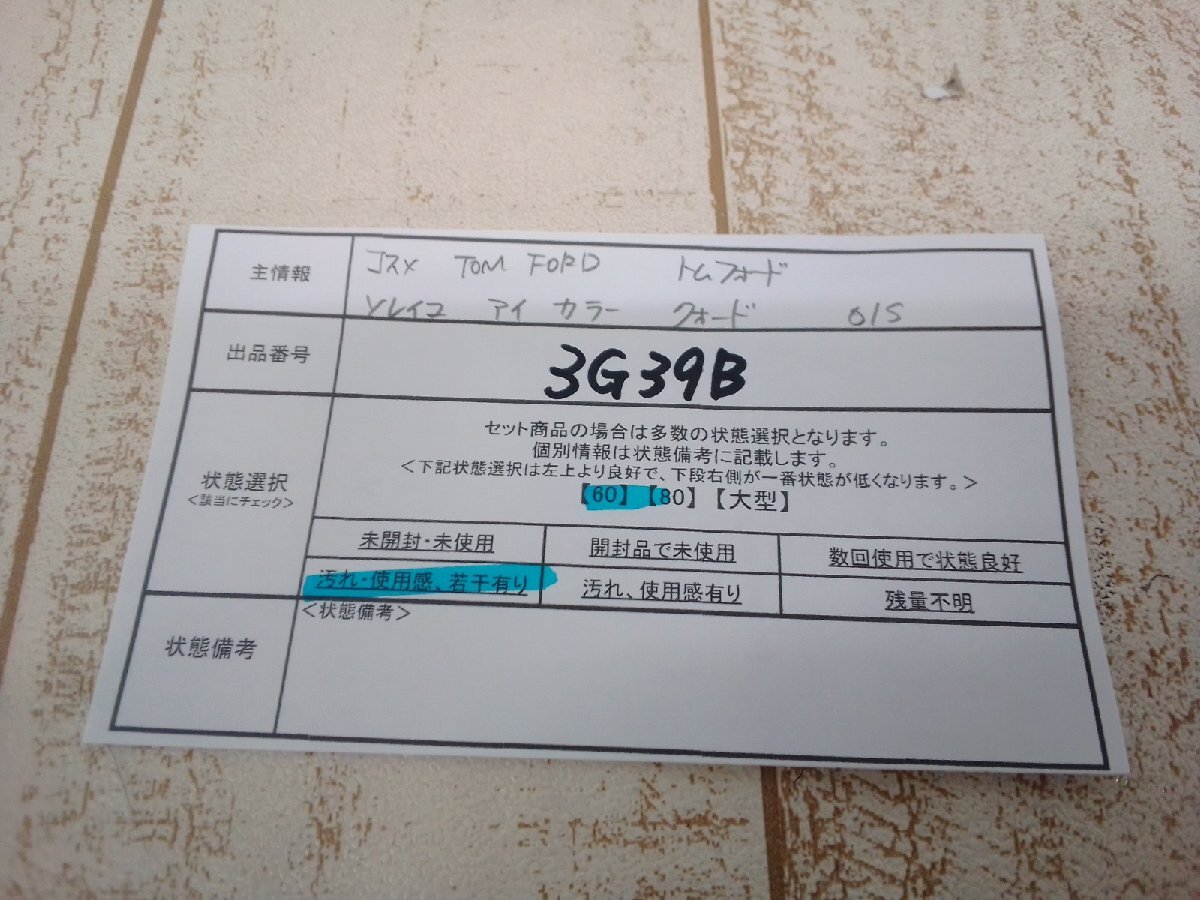 主情報
コスメ TOM FORD トムフォード
ソレイユ アイ カラー クォード 01S
出品番号
3G39B
状態選択
<該当にチェック>
セット商品の場合は多数の状態選択となります。
個別情報は状態備考に記載します。
<下記状態選択は左上より良好で、下段右側が一番状態が低くなります。>
【60】【80】【大型】
未開封・未使用 開封品で未使用 数回使用で状態良好
汚れ・使用感、若干有り 汚れ、使用感有り 残量不明
状態備考
<状態備考>